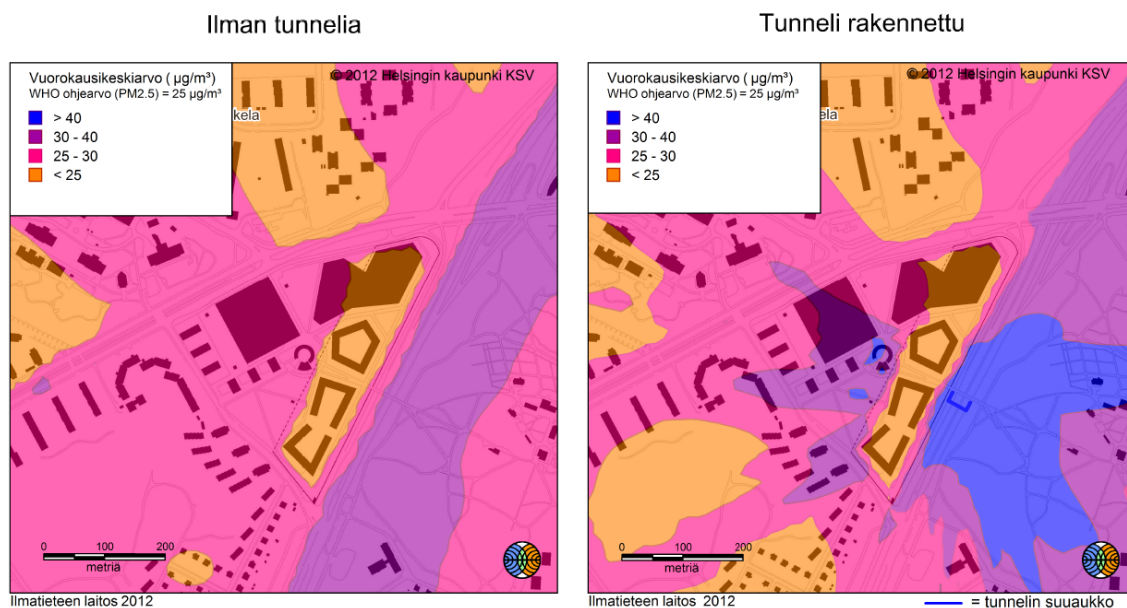 Ilman tunnelia
Tunneli rakennettu
Vuorokausikeskiarvo ( µg/m³)
WHO ohjearvo (PM2.5) = 25 µg/m³
> 40
30 - 40
25 - 30
< 25
© 2012 Helsingin kaupunki KSV
kela
0 100 200
metriä
Ilmatieteen laitos 2012
Vuorokausikeskiarvo ( µg/m³)
WHO ohjearvo (PM2.5) = 25 µg/m³
> 40
30 - 40
25 - 30
< 25
© 2012 Helsingin kaupunki KSV
ela
0 100 200
metriä
Ilmatieteen laitos 2012
= tunnelin suuaukko